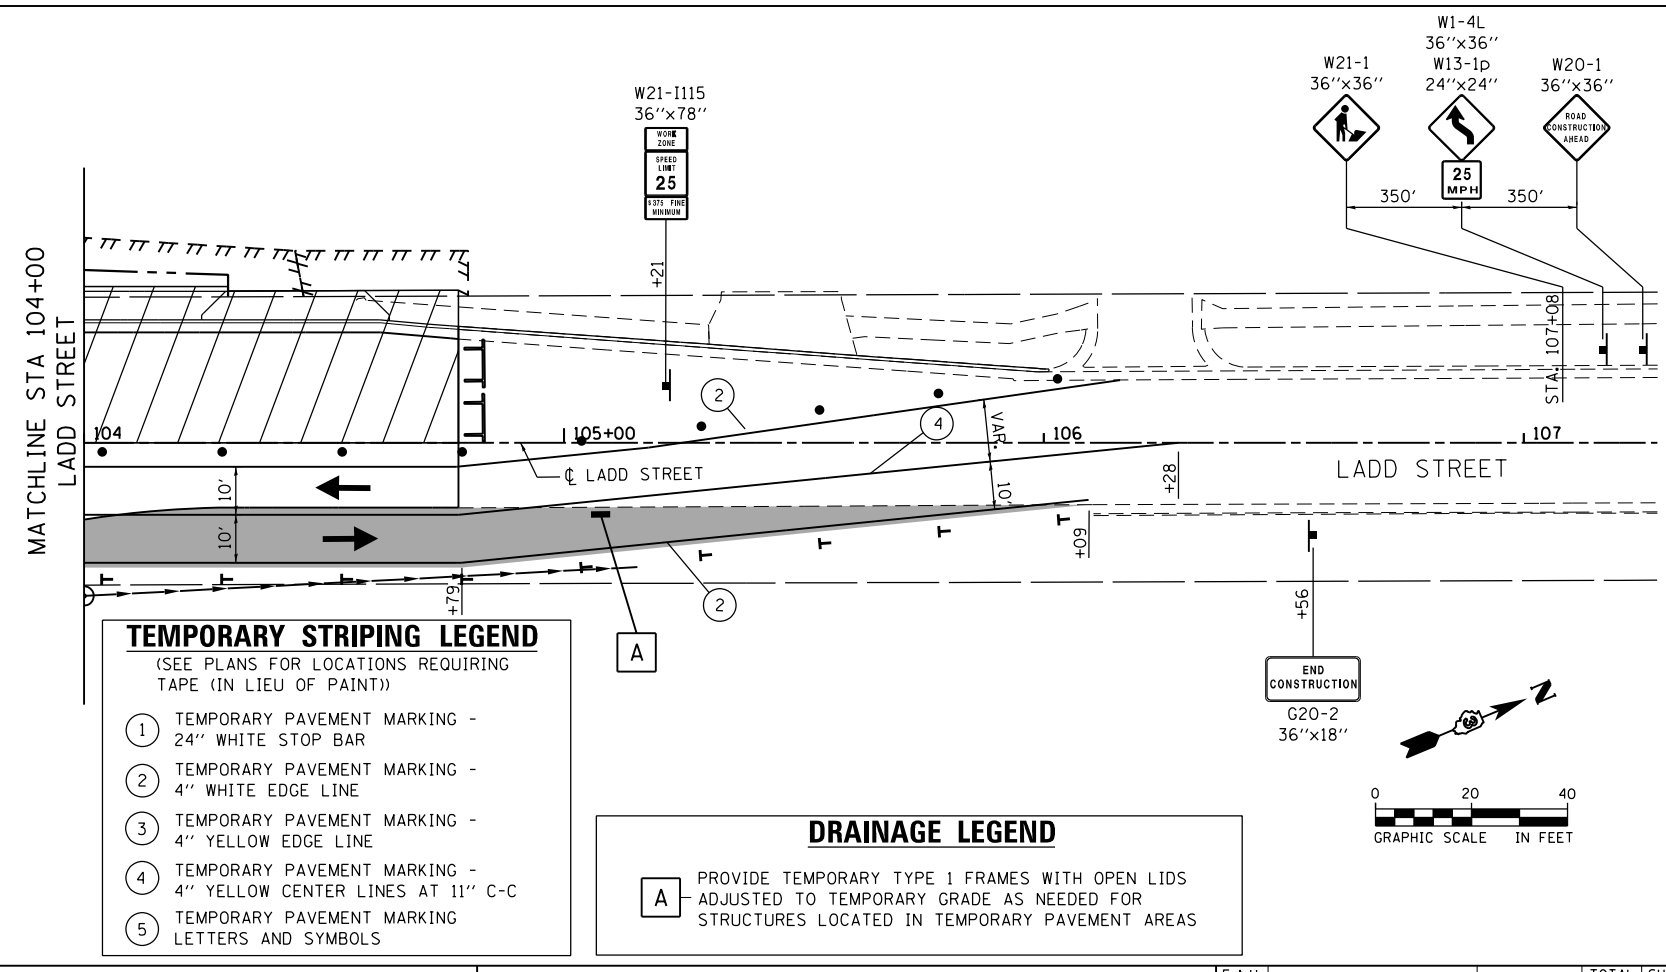 W21-I115
36''x78''
WORK
ZONE
SPEED
LIMIT
25
$375 FINE
MINIMUM
+21
W21-1
36''x36''
W1-4L
36''x36''
W13-1p
24''x24''
25
MPH
W20-1
36''x36''
ROAD
CONSTRUCTION
AHEAD
350'
350'
MATCHLINE STA 104+00
LADD STREET
104
105+00
106
107
STA. 107+08
2
4
VAR.
10'
℄ LADD STREET
LADD STREET
+28
10'
10'
+09
+79
2
A
+56
END
CONSTRUCTION
G20-2
36''x18''
N
0 20 40
GRAPHIC SCALE IN FEET
TEMPORARY STRIPING LEGEND
(SEE PLANS FOR LOCATIONS REQUIRING
TAPE (IN LIEU OF PAINT))
1 TEMPORARY PAVEMENT MARKING -
24'' WHITE STOP BAR
2 TEMPORARY PAVEMENT MARKING -
4'' WHITE EDGE LINE
3 TEMPORARY PAVEMENT MARKING -
4'' YELLOW EDGE LINE
4 TEMPORARY PAVEMENT MARKING -
4'' YELLOW CENTER LINES AT 11'' C-C
5 TEMPORARY PAVEMENT MARKING
LETTERS AND SYMBOLS
DRAINAGE LEGEND
A PROVIDE TEMPORARY TYPE 1 FRAMES WITH OPEN LIDS
ADJUSTED TO TEMPORARY GRADE AS NEEDED FOR
STRUCTURES LOCATED IN TEMPORARY PAVEMENT AREAS